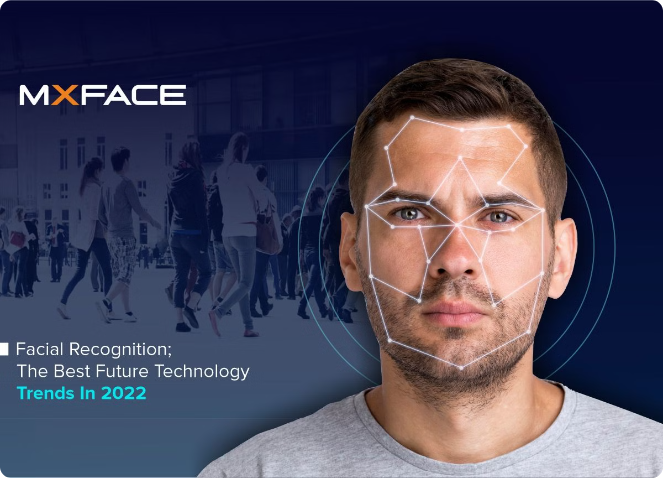 MXFACE
Facial Recognition;
The Best Future Technology
Trends In 2022